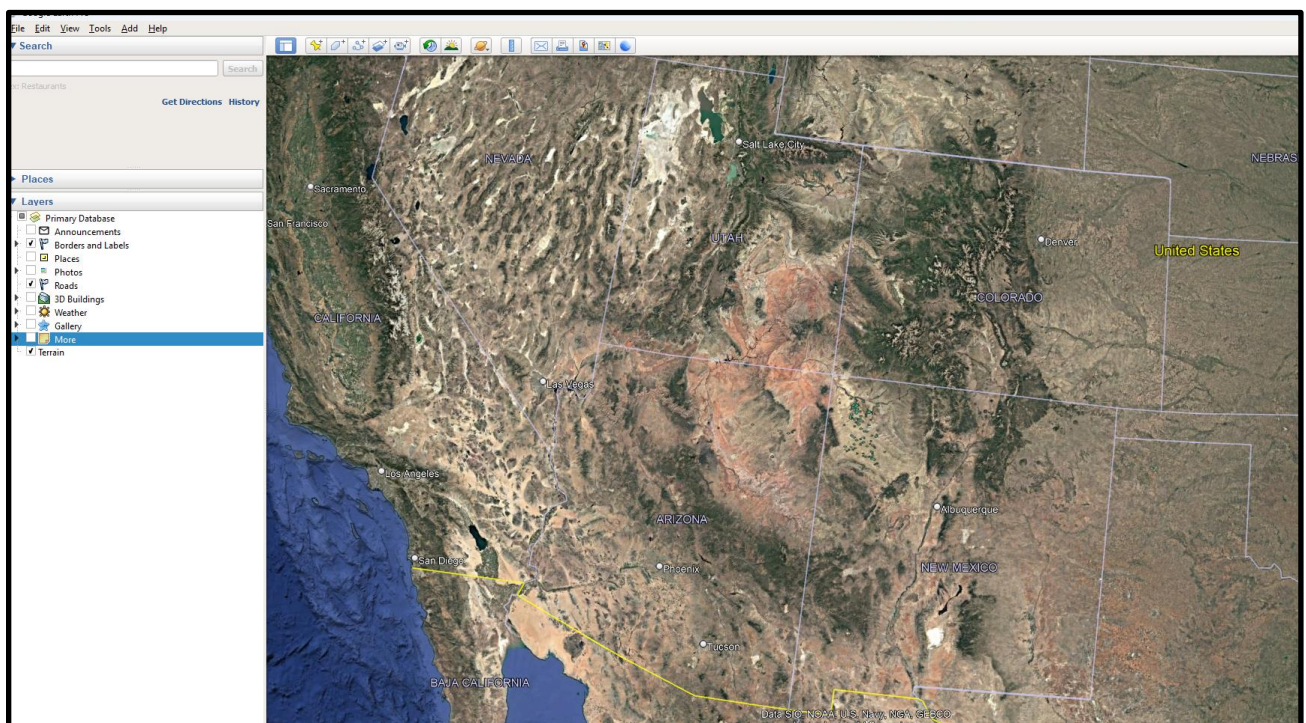 File Edit View Tools Add Help
Search
Search
Restaurants
Get Directions History
Places
Layers
Primary Database
Announcements
Borders and Labels
Places
Photos
Roads
3D Buildings
Weather
Gallery
More
Terrain
Salt Lake City
NEVADA
NEBRAS
Sacramento
San Francisco
UTAH
Denver
United States
COLORADO
CALIFORNIA
Las Vegas
Los Angeles
Albuquerque
ARIZONA
San Diego
Phoenix
NEW MEXICO
Tucson
BAJA CALIFORNIA
Data SIO, NOAA, U.S. Navy, NGA, GEBCO